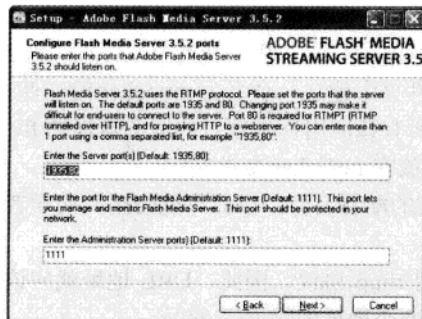 Setup - Adobe Flash Media Server 3.5.2
Configure Flash Media Server 3.5.2 ports
Please enter the ports that Adobe Flash Media Server
3.5.2 should listen on.
ADOBE® FLASH® MEDIA
STREAMING SERVER 3.5
Flash Media Server 3.5.2 uses the RTMP protocol. Please set the ports that the server
will listen on. The default ports are 1935 and 80. Changing port 1935 may make it
difficult for end-users to connect to the server. Port 80 is required for RTMPT (RTMP
tunneled over HTTP), and for proxying HTTP to a webserver. You can enter more than
1 port using a comma separated list, for example "1935,80".
Enter the Server port(s) (Default: 1935,80):
1935,80
Enter the port for the Flash Media Administration Server (Default: 1111). This port lets
you manage and monitor Flash Media Server. This port should be protected in your
network.
Enter the Administration Server port(s) (Default: 1111):
1111
< Back
Next >
Cancel